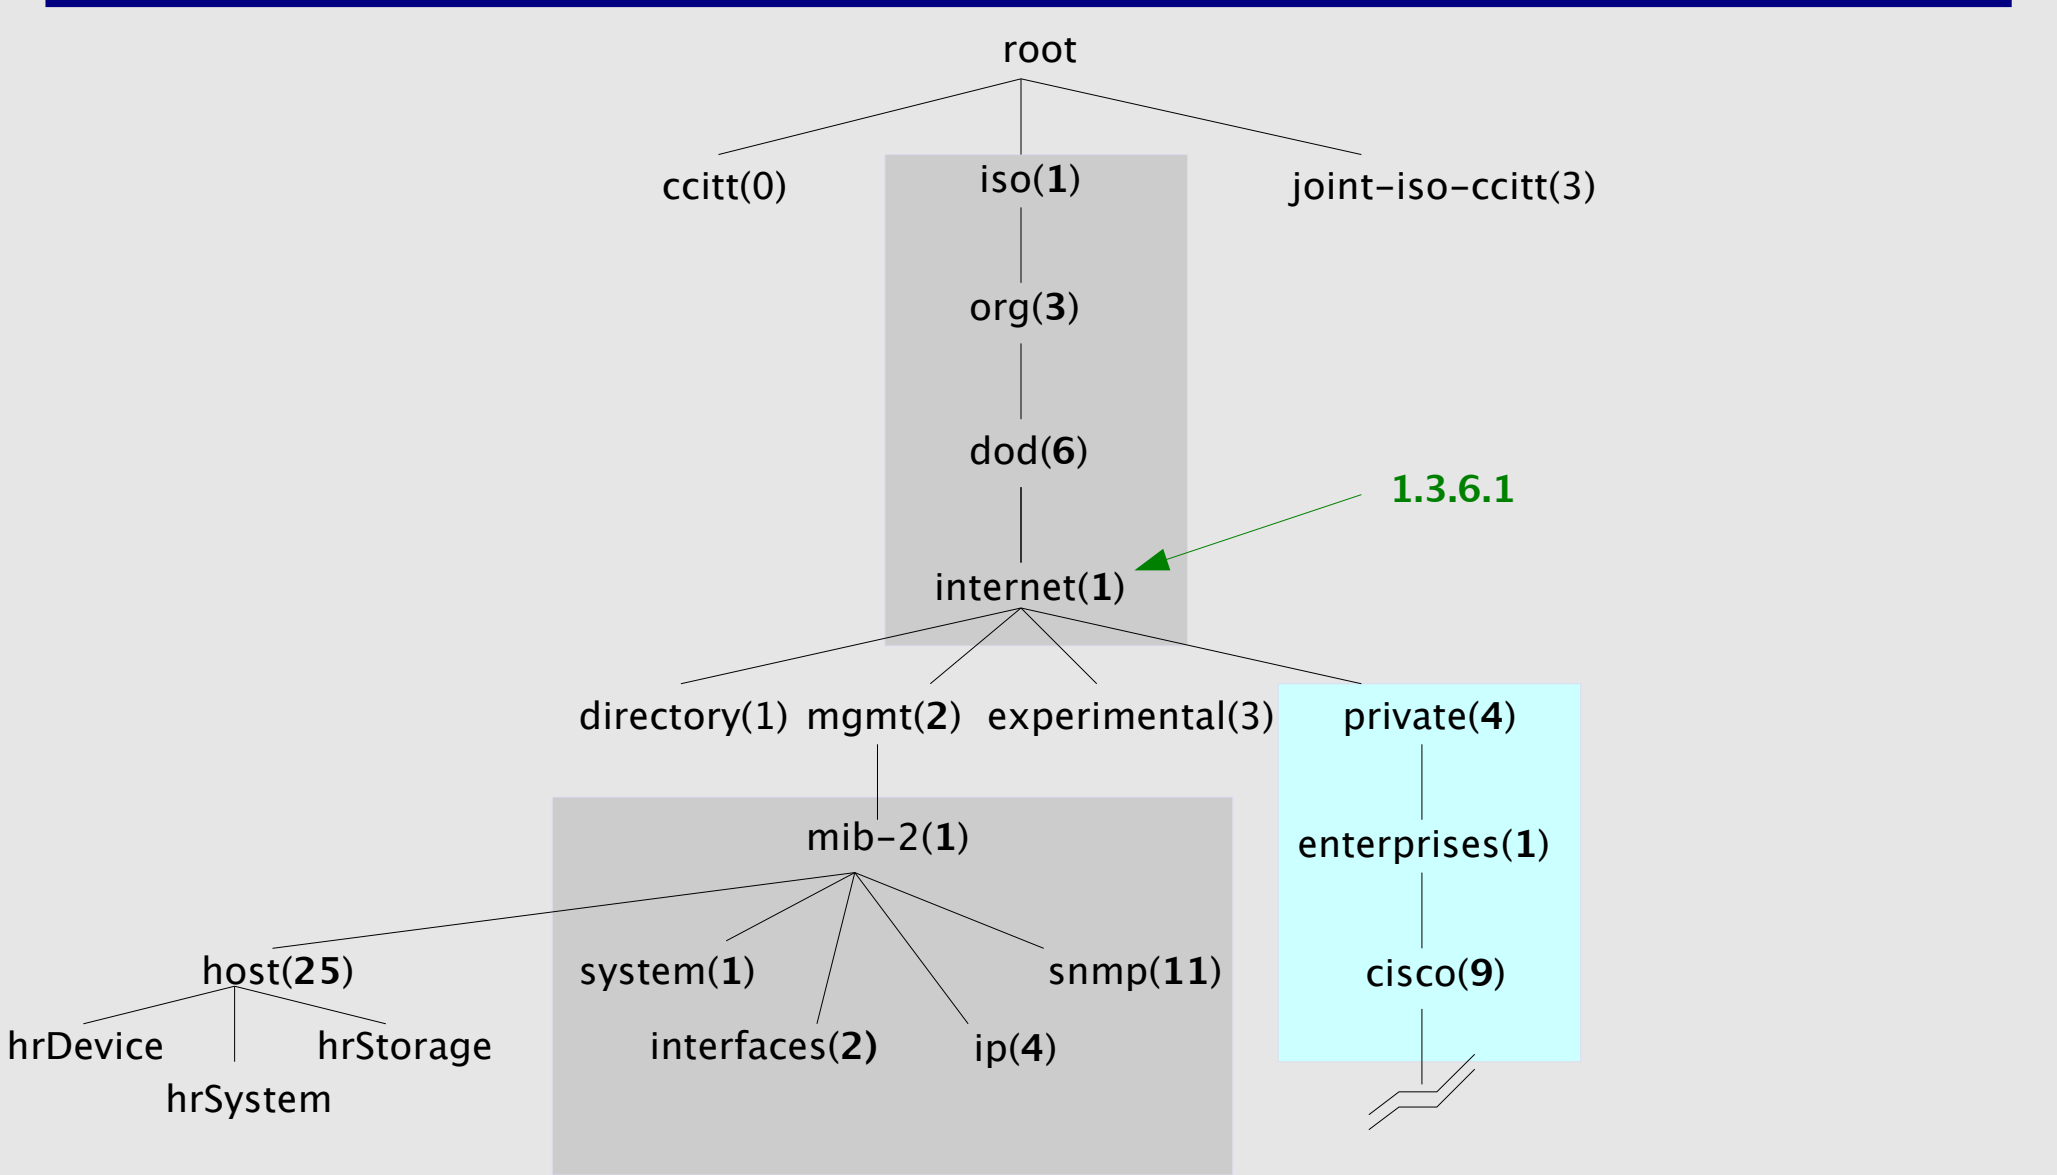 root
ccitt(0)
iso(1)
joint-iso-ccitt(3)
org(3)
dod(6)
1.3.6.1
internet(1)
directory(1) mgmt(2) experimental(3) private(4)
mib-2(1)
enterprises(1)
host(25)
system(1)
snmp(11)
cisco(9)
hrDevice
hrStorage
interfaces(2)
ip(4)
hrSystem